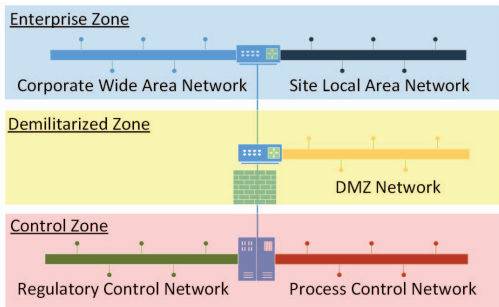 Enterprise Zone
Corporate Wide Area Network
Site Local Area Network
Demilitarized Zone
DMZ Network
Control Zone
Regulatory Control Network
Process Control Network